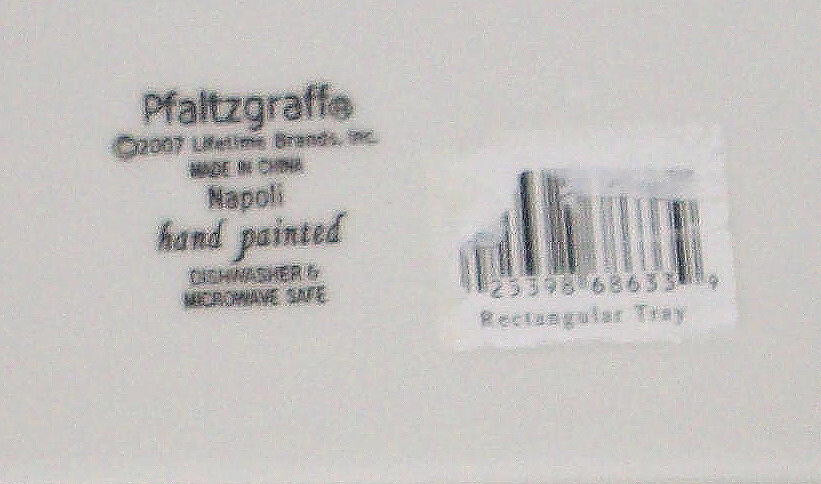 Pfaltzgraff®
©2007 Lifetime Brands, Inc.
MADE IN CHINA
Napoli
hand painted
DISHWASHER &
MICROWAVE SAFE
25398 68633 9
Rectangular Tray